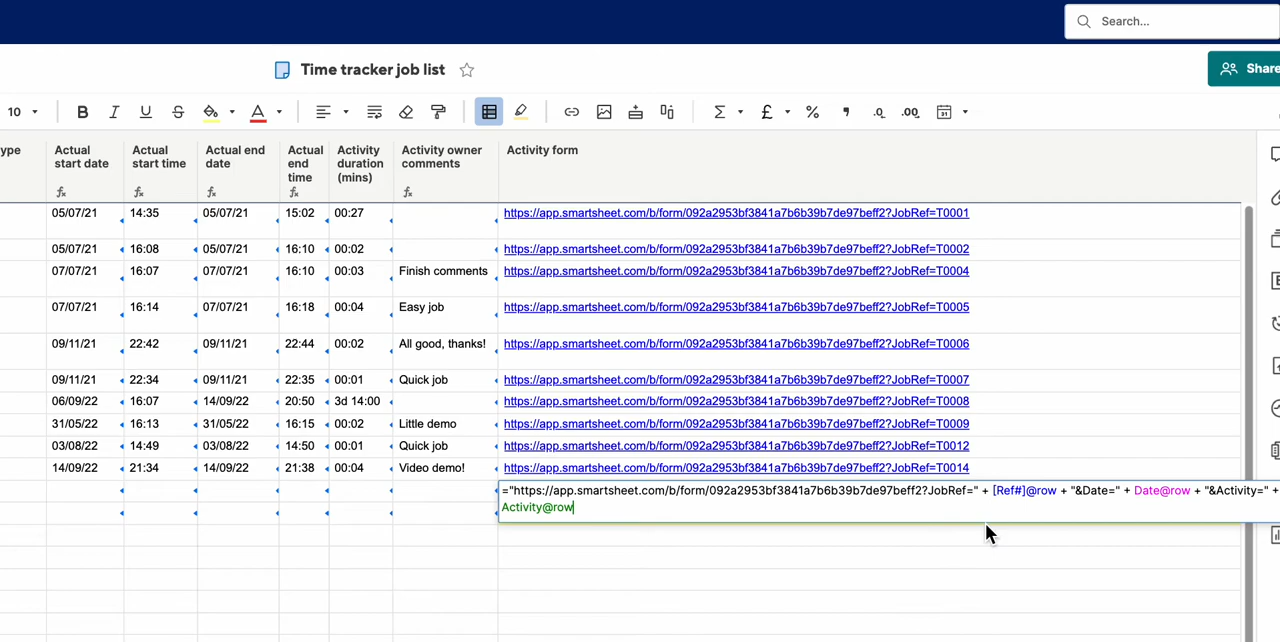 Search...
Time tracker job list
Share
10 B I U S A Σ £ % .0 .00
ype Actual start date Actual start time Actual end date Actual end time Activity duration (mins) Activity owner comments Activity form
fx fx fx fx fx
05/07/21 14:35 05/07/21 15:02 00:27 https://app.smartsheet.com/b/form/092a2953bf3841a7b6b39b7de97beff2?JobRef=T0001
05/07/21 16:08 05/07/21 16:10 00:02 https://app.smartsheet.com/b/form/092a2953bf3841a7b6b39b7de97beff2?JobRef=T0002
07/07/21 16:07 07/07/21 16:10 00:03 Finish comments https://app.smartsheet.com/b/form/092a2953bf3841a7b6b39b7de97beff2?JobRef=T0004
07/07/21 16:14 07/07/21 16:18 00:04 Easy job https://app.smartsheet.com/b/form/092a2953bf3841a7b6b39b7de97beff2?JobRef=T0005
09/11/21 22:42 09/11/21 22:44 00:02 All good, thanks! https://app.smartsheet.com/b/form/092a2953bf3841a7b6b39b7de97beff2?JobRef=T0006
09/11/21 22:34 09/11/21 22:35 00:01 Quick job https://app.smartsheet.com/b/form/092a2953bf3841a7b6b39b7de97beff2?JobRef=T0007
06/09/22 16:07 14/09/22 20:50 3d 14:00 https://app.smartsheet.com/b/form/092a2953bf3841a7b6b39b7de97beff2?JobRef=T0008
31/05/22 16:13 31/05/22 16:15 00:02 Little demo https://app.smartsheet.com/b/form/092a2953bf3841a7b6b39b7de97beff2?JobRef=T0009
03/08/22 14:49 03/08/22 14:50 00:01 Quick job https://app.smartsheet.com/b/form/092a2953bf3841a7b6b39b7de97beff2?JobRef=T0012
14/09/22 21:34 14/09/22 21:38 00:04 Video demo! https://app.smartsheet.com/b/form/092a2953bf3841a7b6b39b7de97beff2?JobRef=T0014
="https://app.smartsheet.com/b/form/092a2953bf3841a7b6b39b7de97beff2?JobRef=" + [Ref#]@row + "&Date=" + Date@row + "&Activity=" +
Activity@row